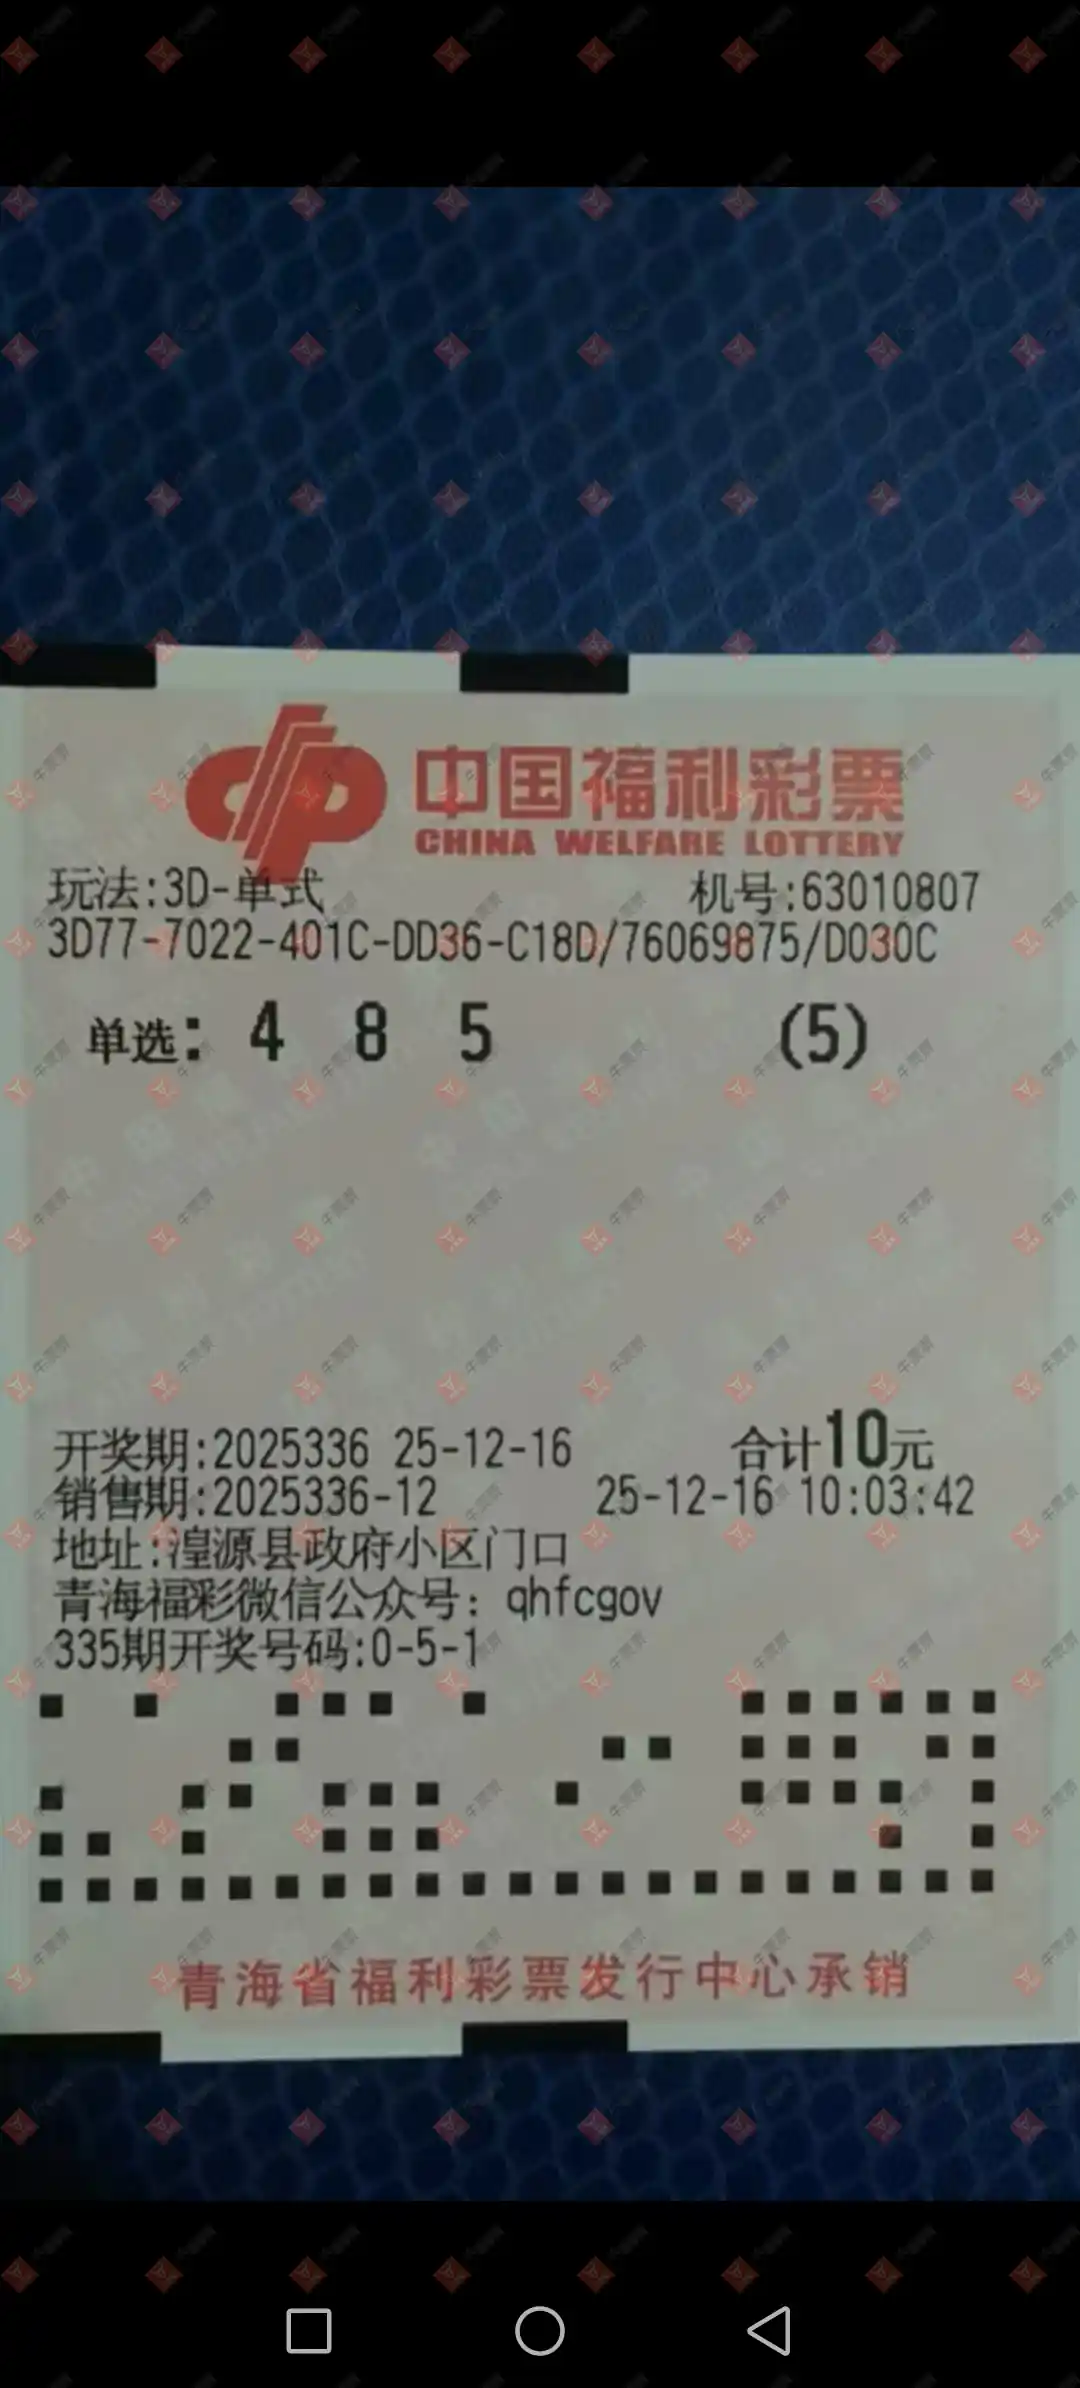 中国福利彩票
CHINA WELFARE LOTTERY
玩法:3D-单式 机号:63010807
3D77-7022-401C-DD36-C18D/76069875/D030C
单选: 4 8 5 (5)
开奖期:2025336 25-12-16 合计10元
销售期:2025336-12 25-12-16 10:03:42
地址:湟源县政府小区门口
青海福彩微信公众号: qhfcgov
335期开奖号码:0-5-1
青海省福利彩票发行中心承销